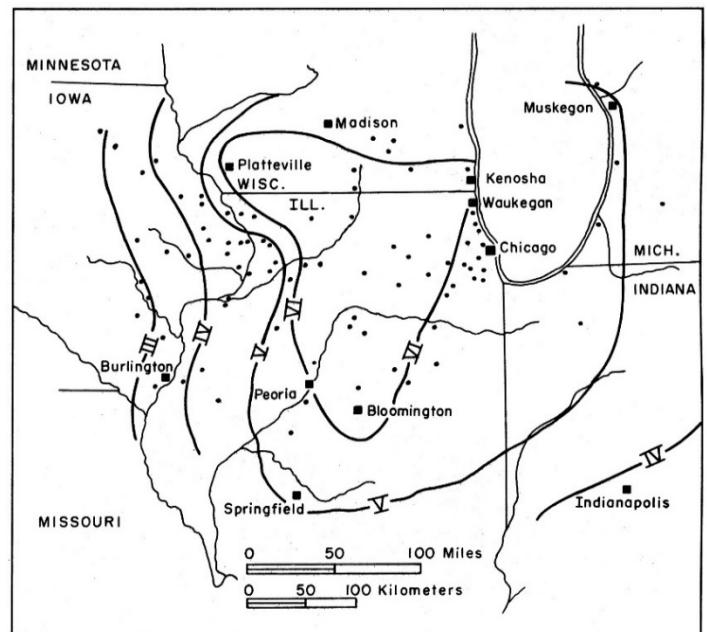 MINNESOTA
IOWA
Madison
Muskegon
Platteville
WISC.
ILL.
Kenosha
Waukegan
Chicago
MICH.
INDIANA
III
IV
V
VI
VI
Burlington
Peoria
Bloomington
Springfield
V
IV
Indianapolis
MISSOURI
0 50 100 Miles
0 50 100 Kilometers